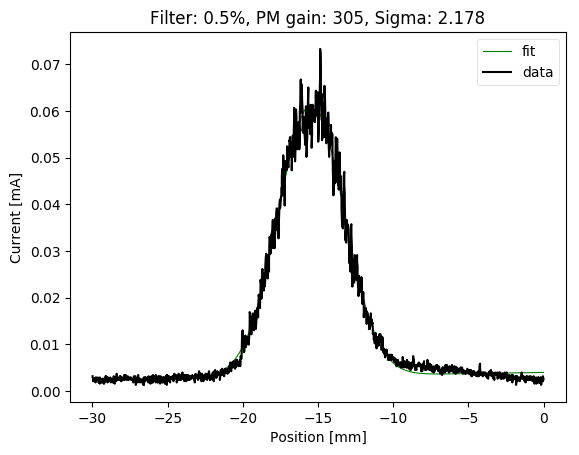 Filter: 0.5%, PM gain: 305, Sigma: 2.178
fit
data
0.07
0.06
0.05
0.04
0.03
0.02
0.01
0.00
Current [mA]
−30 −25 −20 −15 −10 −5 0
Position [mm]